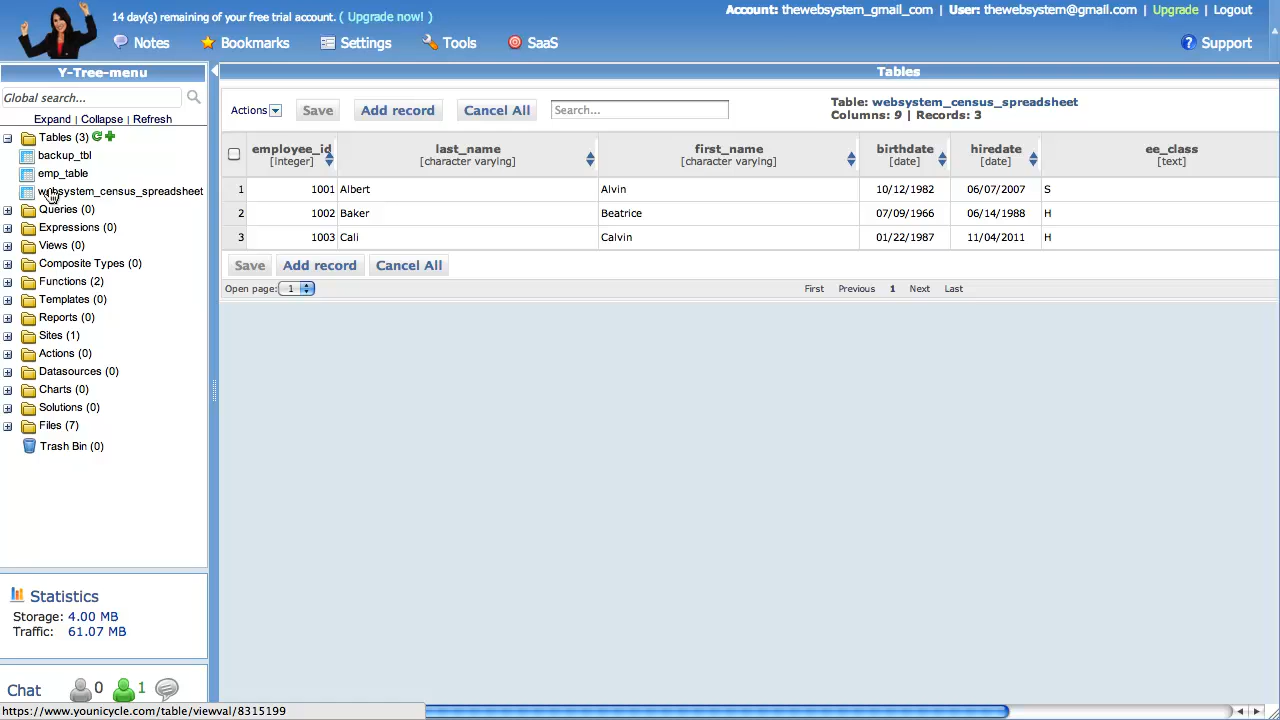 14 day(s) remaining of your free trial account. ( Upgrade now! )
Account: thewebsystem_gmail_com | User: thewebsystem@gmail.com | Upgrade | Logout
Notes Bookmarks Settings Tools SaaS
Support
Y-Tree-menu
Global search...
Expand | Collapse | Refresh
Tables (3)
backup_tbl
emp_table
websystem_census_spreadsheet
Queries (0)
Expressions (0)
Views (0)
Composite Types (0)
Functions (2)
Templates (0)
Reports (0)
Sites (1)
Actions (0)
Datasources (0)
Charts (0)
Solutions (0)
Files (7)
Trash Bin (0)
Statistics
Storage: 4.00 MB
Traffic: 61.07 MB
Chat 0 1
https://www.younicycle.com/table/viewval/8315199
Tables
Actions Save Add record Cancel All Search...
Table: websystem_census_spreadsheet
Columns: 9 | Records: 3
employee_id last_name first_name birthdate hiredate ee_class
[integer] [character varying] [character varying] [date] [date] [text]
1 1001 Albert Alvin 10/12/1982 06/07/2007 S
2 1002 Baker Beatrice 07/09/1966 06/14/1988 H
3 1003 Cali Calvin 01/22/1987 11/04/2011 H
Save Add record Cancel All
Open page: 1 First Previous 1 Next Last